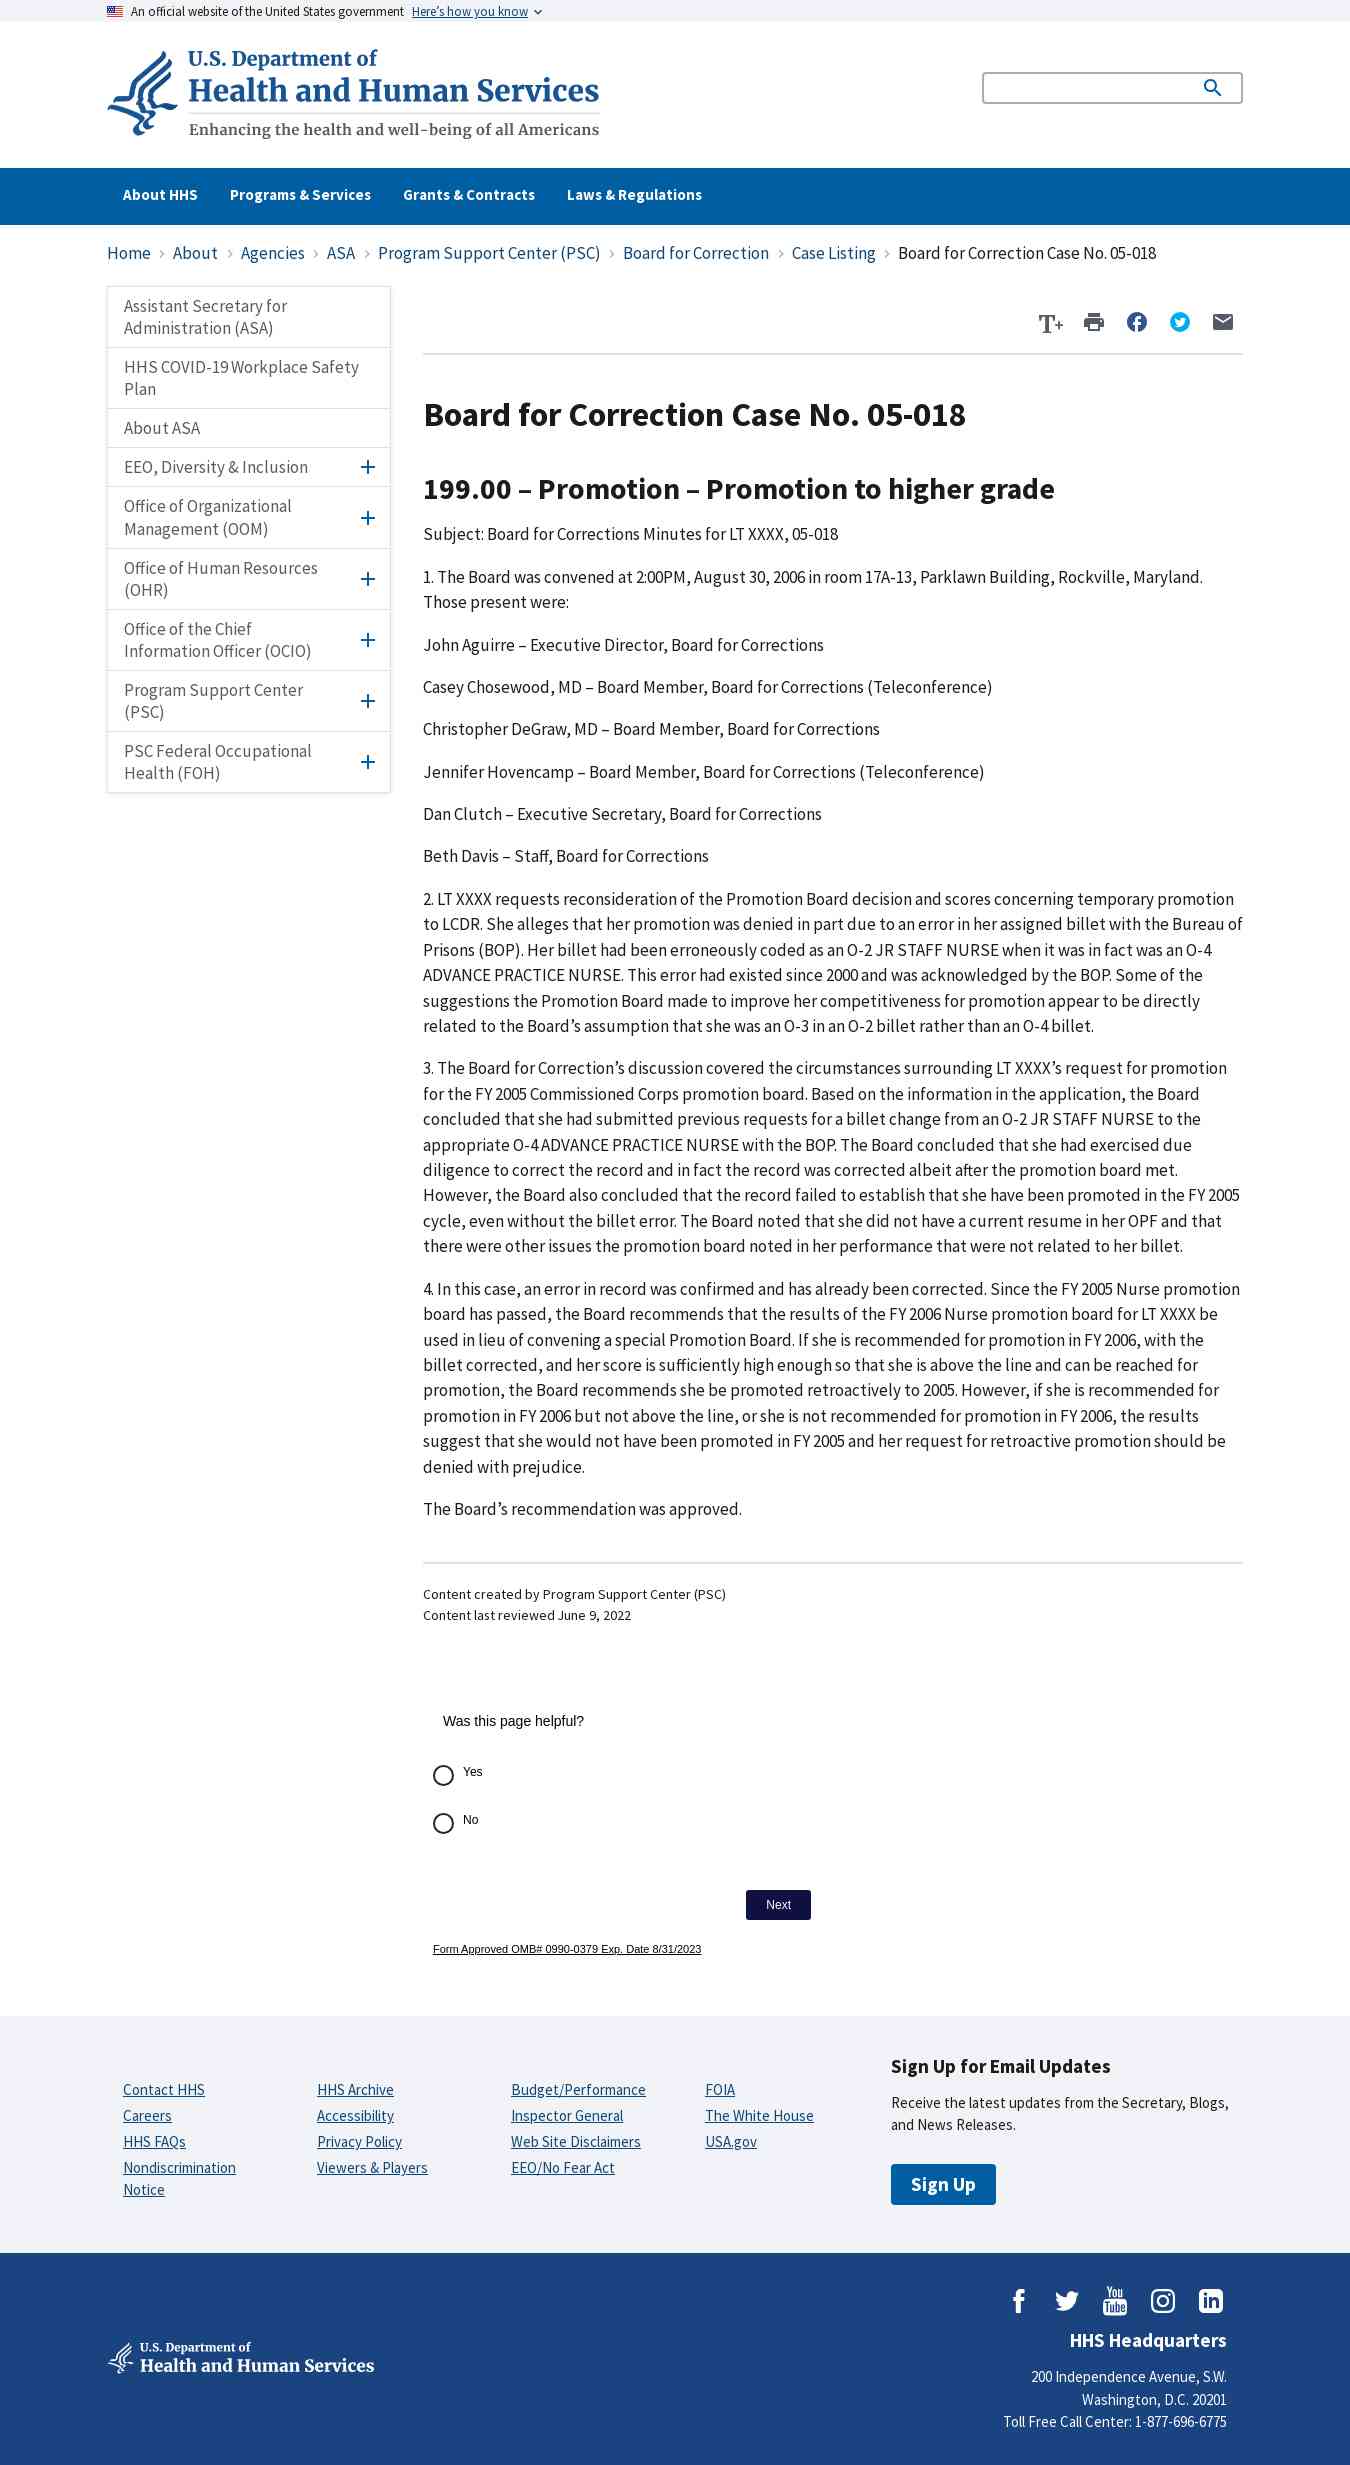 An official website of the United States government Here’s how you know
U.S. Department of
Health and Human Services
Enhancing the health and well-being of all Americans
About HHS Programs & Services Grants & Contracts Laws & Regulations
Home › About › Agencies › ASA › Program Support Center (PSC) › Board for Correction › Case Listing › Board for Correction Case No. 05-018
Assistant Secretary for
Administration (ASA)
HHS COVID-19 Workplace Safety
Plan
About ASA
EEO, Diversity & Inclusion
Office of Organizational
Management (OOM)
Office of Human Resources
(OHR)
Office of the Chief
Information Officer (OCIO)
Program Support Center
(PSC)
PSC Federal Occupational
Health (FOH)
T+
Board for Correction Case No. 05-018
199.00 – Promotion – Promotion to higher grade
Subject: Board for Corrections Minutes for LT XXXX, 05-018
1. The Board was convened at 2:00PM, August 30, 2006 in room 17A-13, Parklawn Building, Rockville, Maryland.
Those present were:
John Aguirre – Executive Director, Board for Corrections
Casey Chosewood, MD – Board Member, Board for Corrections (Teleconference)
Christopher DeGraw, MD – Board Member, Board for Corrections
Jennifer Hovencamp – Board Member, Board for Corrections (Teleconference)
Dan Clutch – Executive Secretary, Board for Corrections
Beth Davis – Staff, Board for Corrections
2. LT XXXX requests reconsideration of the Promotion Board decision and scores concerning temporary promotion
to LCDR. She alleges that her promotion was denied in part due to an error in her assigned billet with the Bureau of
Prisons (BOP). Her billet had been erroneously coded as an O-2 JR STAFF NURSE when it was in fact was an O-4
ADVANCE PRACTICE NURSE. This error had existed since 2000 and was acknowledged by the BOP. Some of the
suggestions the Promotion Board made to improve her competitiveness for promotion appear to be directly
related to the Board’s assumption that she was an O-3 in an O-2 billet rather than an O-4 billet.
3. The Board for Correction’s discussion covered the circumstances surrounding LT XXXX’s request for promotion
for the FY 2005 Commissioned Corps promotion board. Based on the information in the application, the Board
concluded that she had submitted previous requests for a billet change from an O-2 JR STAFF NURSE to the
appropriate O-4 ADVANCE PRACTICE NURSE with the BOP. The Board concluded that she had exercised due
diligence to correct the record and in fact the record was corrected albeit after the promotion board met.
However, the Board also concluded that the record failed to establish that she have been promoted in the FY 2005
cycle, even without the billet error. The Board noted that she did not have a current resume in her OPF and that
there were other issues the promotion board noted in her performance that were not related to her billet.
4. In this case, an error in record was confirmed and has already been corrected. Since the FY 2005 Nurse promotion
board has passed, the Board recommends that the results of the FY 2006 Nurse promotion board for LT XXXX be
used in lieu of convening a special Promotion Board. If she is recommended for promotion in FY 2006, with the
billet corrected, and her score is sufficiently high enough so that she is above the line and can be reached for
promotion, the Board recommends she be promoted retroactively to 2005. However, if she is recommended for
promotion in FY 2006 but not above the line, or she is not recommended for promotion in FY 2006, the results
suggest that she would not have been promoted in FY 2005 and her request for retroactive promotion should be
denied with prejudice.
The Board’s recommendation was approved.
Content created by Program Support Center (PSC)
Content last reviewed June 9, 2022
Was this page helpful?
Yes
No
Next
Form Approved OMB# 0990-0379 Exp. Date 8/31/2023
Contact HHS
Careers
HHS FAQs
Nondiscrimination
Notice
HHS Archive
Accessibility
Privacy Policy
Viewers & Players
Budget/Performance
Inspector General
Web Site Disclaimers
EEO/No Fear Act
FOIA
The White House
USA.gov
Sign Up for Email Updates
Receive the latest updates from the Secretary, Blogs,
and News Releases.
Sign Up
U.S. Department of
Health and Human Services
You
Tube
HHS Headquarters
200 Independence Avenue, S.W.
Washington, D.C. 20201
Toll Free Call Center: 1-877-696-6775